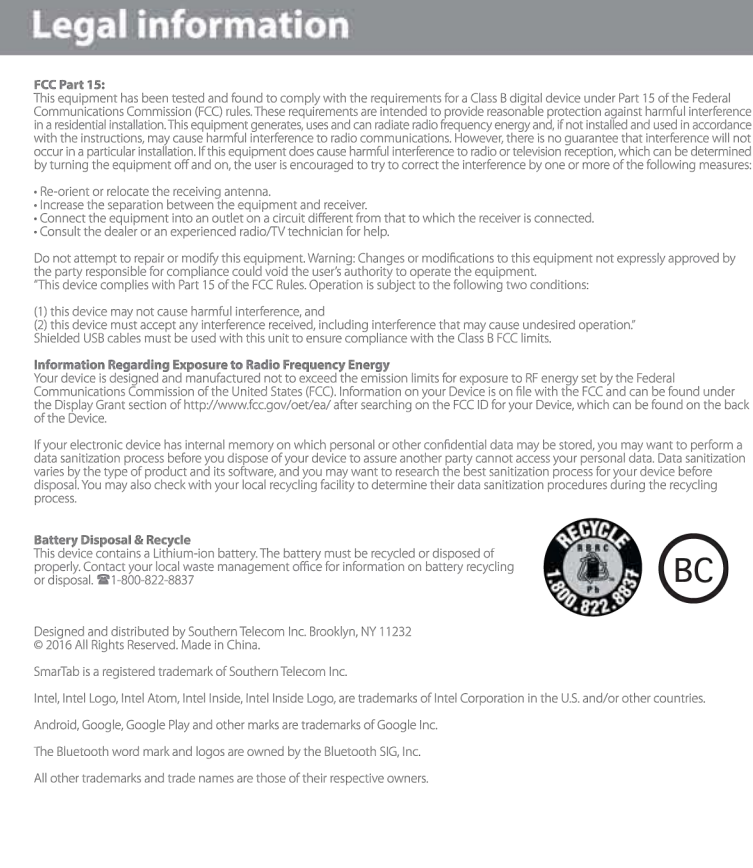 Legal information
FCC Part 15:
This equipment has been tested and found to comply with the requirements for a Class B digital device under Part 15 of the Federal
Communications Commission (FCC) rules. These requirements are intended to provide reasonable protection against harmful interference
in a residential installation. This equipment generates, uses and can radiate radio frequency energy and, if not installed and used in accordance
with the instructions, may cause harmful interference to radio communications. However, there is no guarantee that interference will not
occur in a particular installation. If this equipment does cause harmful interference to radio or television reception, which can be determined
by turning the equipment off and on, the user is encouraged to try to correct the interference by one or more of the following measures:
• Re-orient or relocate the receiving antenna.
• Increase the separation between the equipment and receiver.
• Connect the equipment into an outlet on a circuit different from that to which the receiver is connected.
• Consult the dealer or an experienced radio/TV technician for help.
Do not attempt to repair or modify this equipment. Warning: Changes or modifications to this equipment not expressly approved by
the party responsible for compliance could void the user's authority to operate the equipment.
"This device complies with Part 15 of the FCC Rules. Operation is subject to the following two conditions:
(1) this device may not cause harmful interference, and
(2) this device must accept any interference received, including interference that may cause undesired operation."
Shielded USB cables must be used with this unit to ensure compliance with the Class B FCC limits.
Information Regarding Exposure to Radio Frequency Energy
Your device is designed and manufactured not to exceed the emission limits for exposure to RF energy set by the Federal
Communications Commission of the United States (FCC). Information on your Device is on file with the FCC and can be found under
the Display Grant section of http://www.fcc.gov/oet/ea/ after searching on the FCC ID for your Device, which can be found on the back
of the Device.
If your electronic device has internal memory on which personal or other confidential data may be stored, you may want to perform a
data sanitization process before you dispose of your device to assure another party cannot access your personal data. Data sanitization
varies by the type of product and its software, and you may want to research the best sanitization process for your device before
disposal. You may also check with your local recycling facility to determine their data sanitization procedures during the recycling
process.
Battery Disposal & Recycle
This device contains a Lithium-ion battery. The battery must be recycled or disposed of
properly. Contact your local waste management office for information on battery recycling
or disposal. ☎1-800-822-8837
RECYCLE
RBRC
Pb
1.800.822.8837
BC
Designed and distributed by Southern Telecom Inc. Brooklyn, NY 11232
© 2016 All Rights Reserved. Made in China.
SmarTab is a registered trademark of Southern Telecom Inc.
Intel, Intel Logo, Intel Atom, Intel Inside, Intel Inside Logo, are trademarks of Intel Corporation in the U.S. and/or other countries.
Android, Google, Google Play and other marks are trademarks of Google Inc.
The Bluetooth word mark and logos are owned by the Bluetooth SIG, Inc.
All other trademarks and trade names are those of their respective owners.